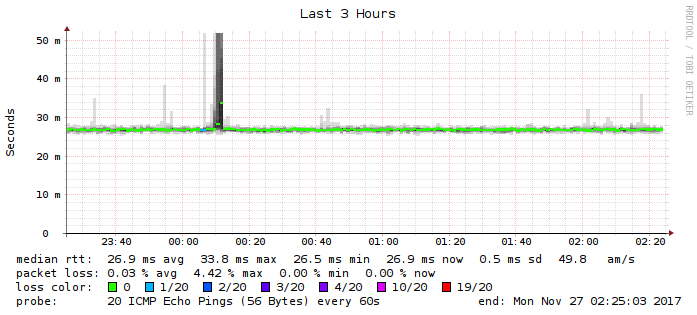 Last 3 Hours
RRDTOOL / TOBI OETIKER
Seconds
50 m
40 m
30 m
20 m
10 m
0
23:40 00:00 00:20 00:40 01:00 01:20 01:40 02:00 02:20
median rtt: 26.9 ms avg 33.8 ms max 26.5 ms min 26.9 ms now 0.5 ms sd 49.8 am/s
packet loss: 0.03 % avg 4.42 % max 0.00 % min 0.00 % now
loss color: 0 1/20 2/20 3/20 4/20 10/20 19/20
probe: 20 ICMP Echo Pings (56 Bytes) every 60s end: Mon Nov 27 02:25:03 2017